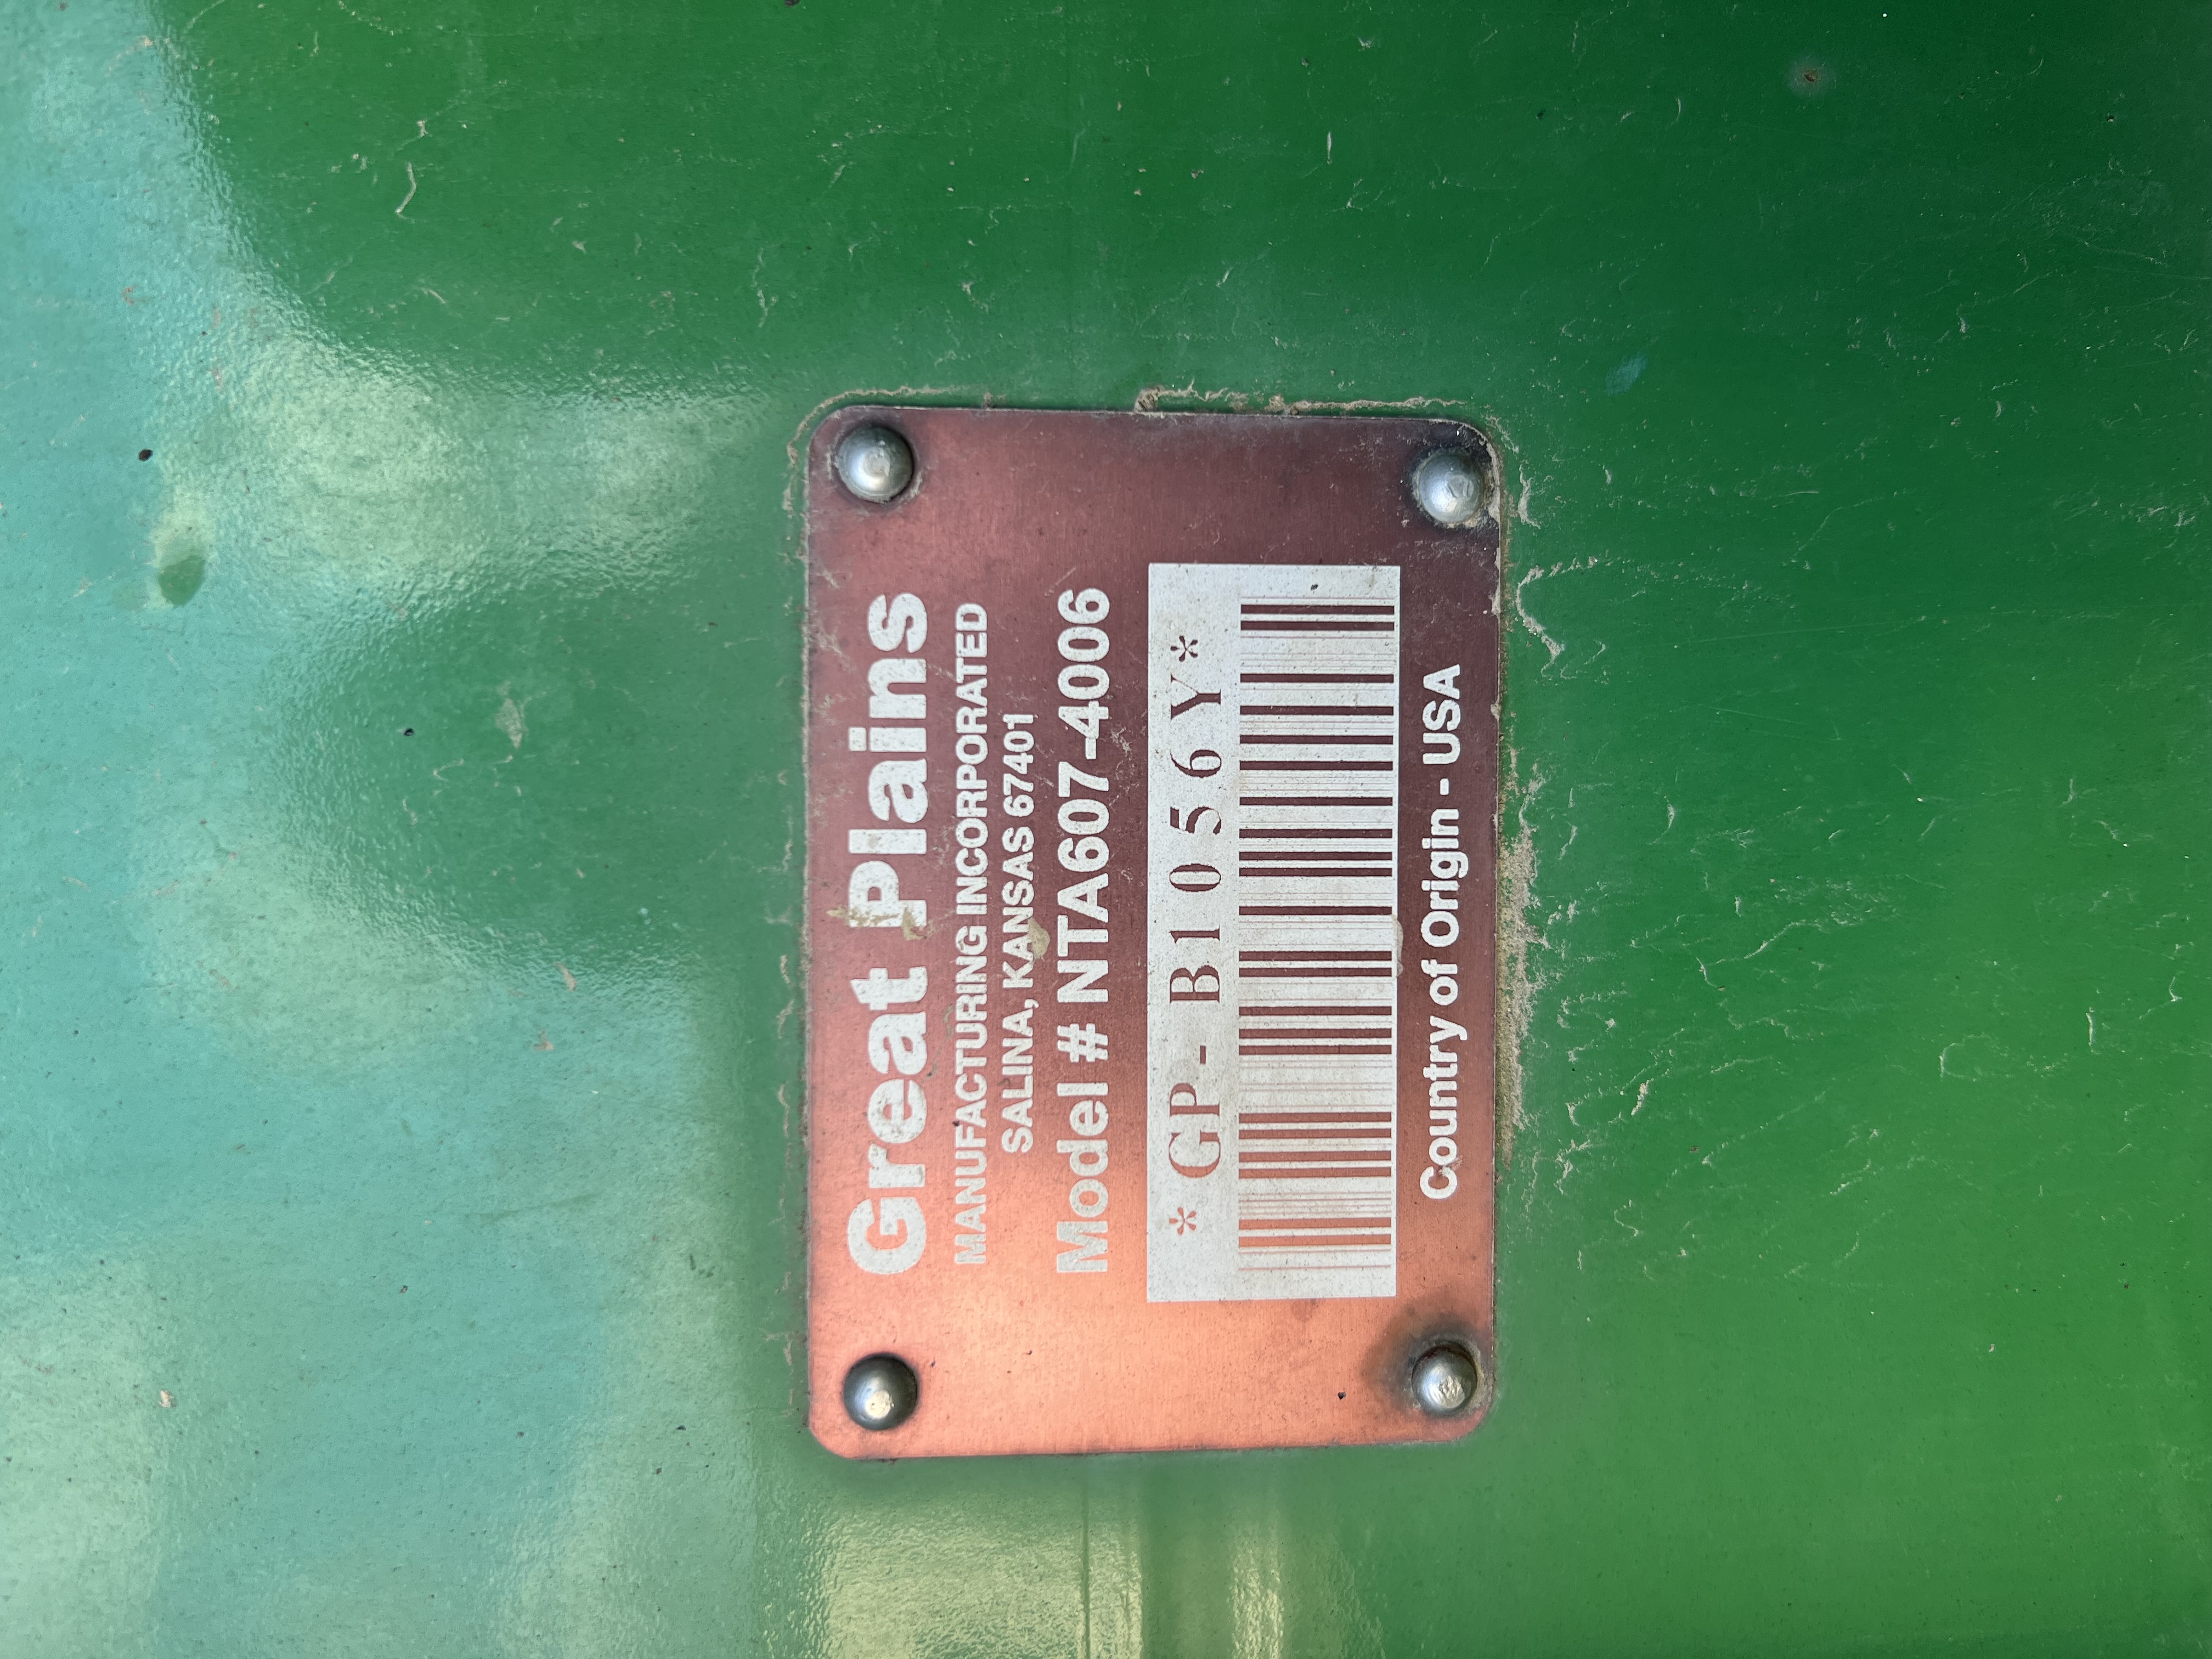 Great Plains
MANUFACTURING INCORPORATED
SALINA, KANSAS 67401
Model # NTA607-4006
*GP-B1056Y*
Country of Origin - USA